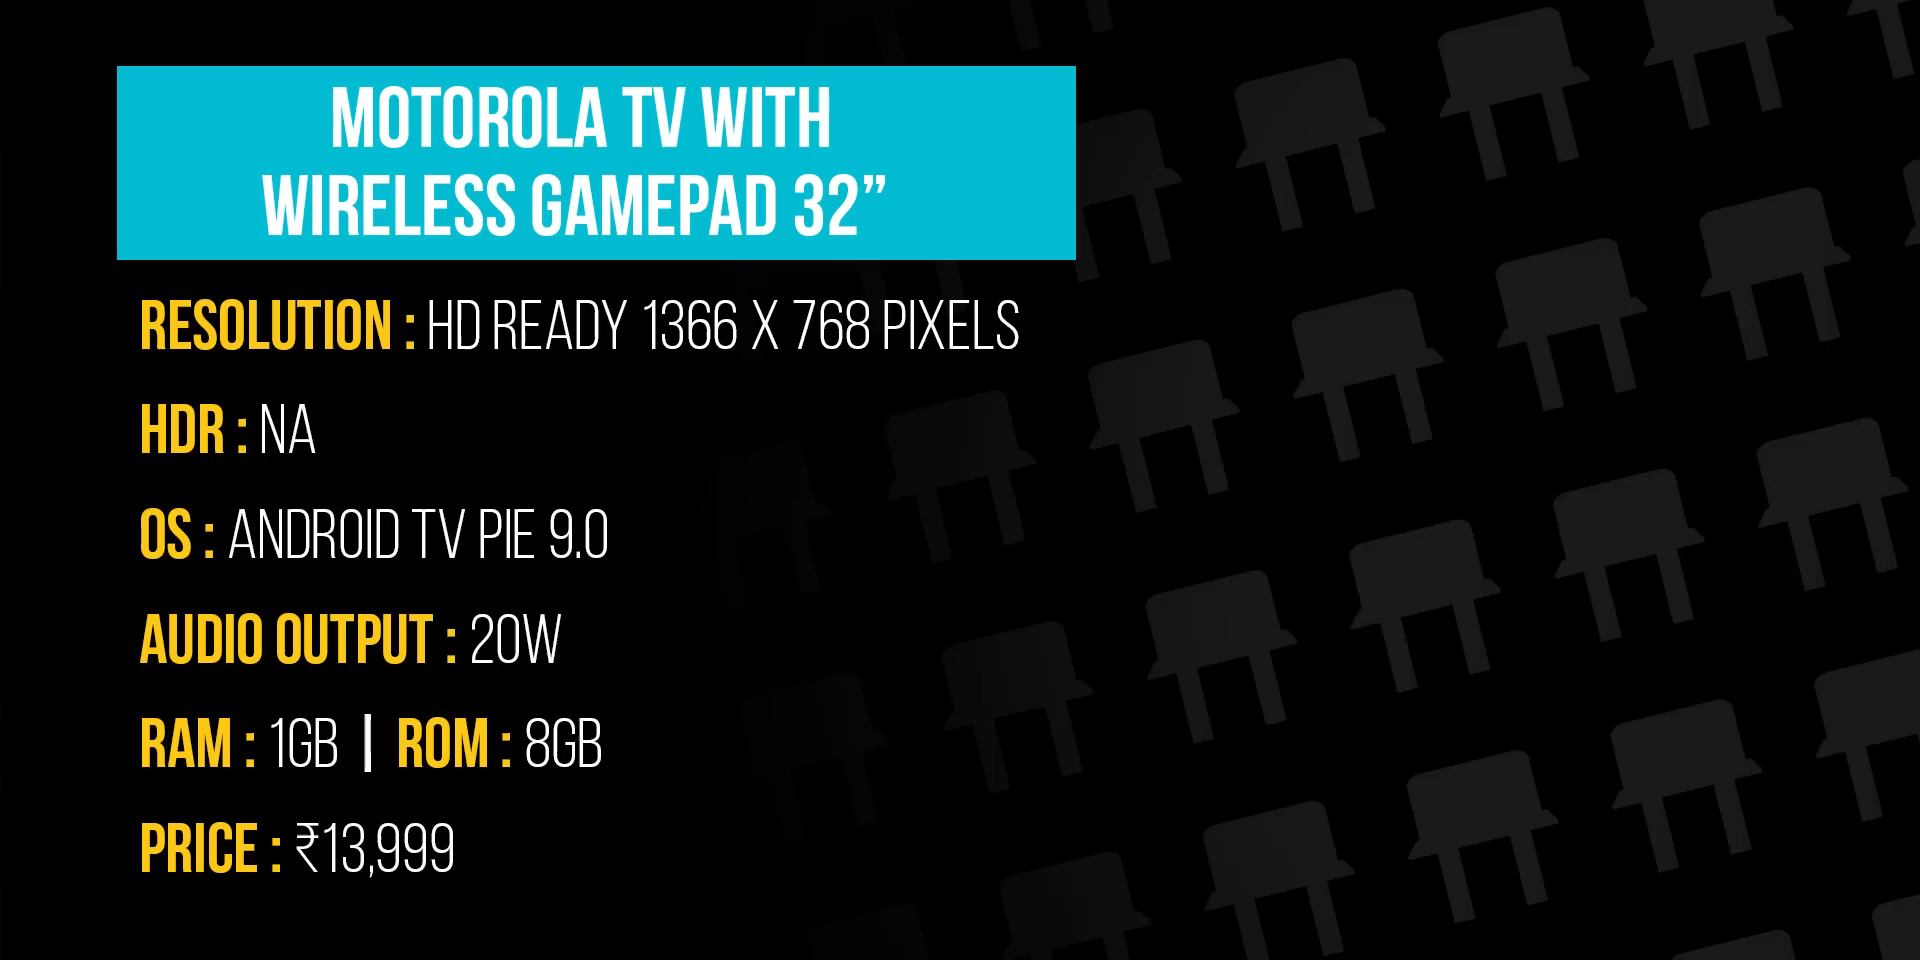 MOTOROLA TV WITH
WIRELESS GAMEPAD 32”
RESOLUTION : HD READY 1366 X 768 PIXELS
HDR : NA
OS : ANDROID TV PIE 9.0
AUDIO OUTPUT : 20W
RAM : 1GB | ROM : 8GB
PRICE : ₹13,999